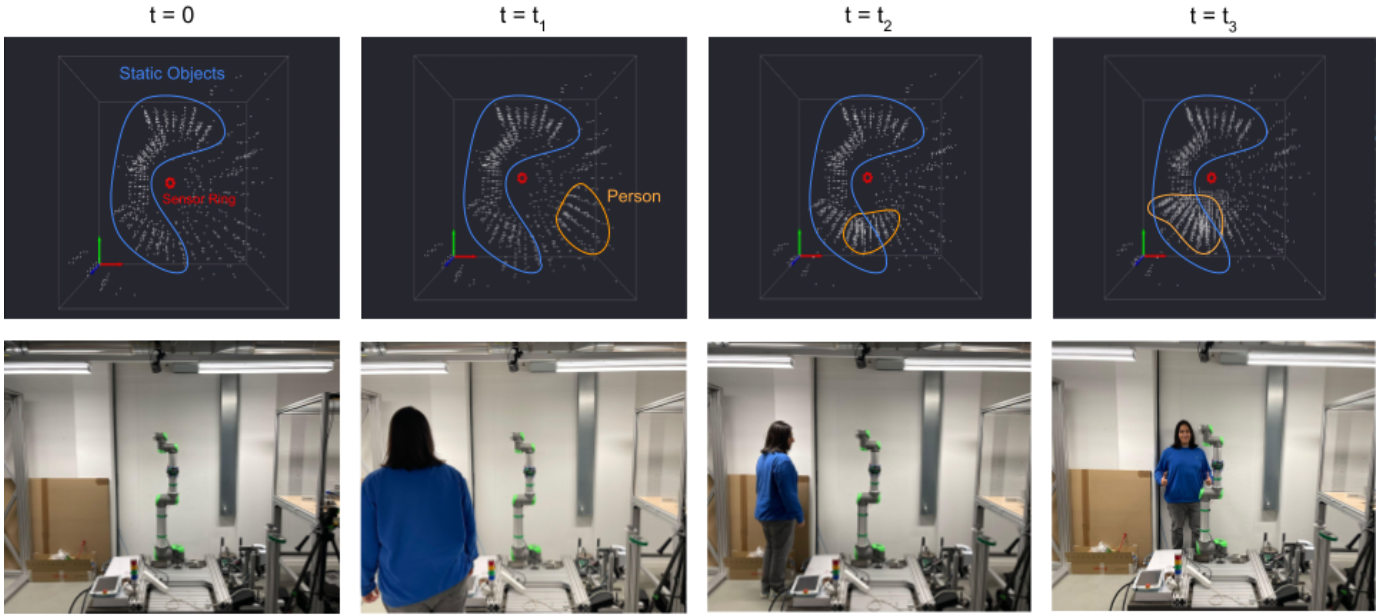 t = 0
t = t1
t = t2
t = t3
Static Objects
Sensor Ring
Person